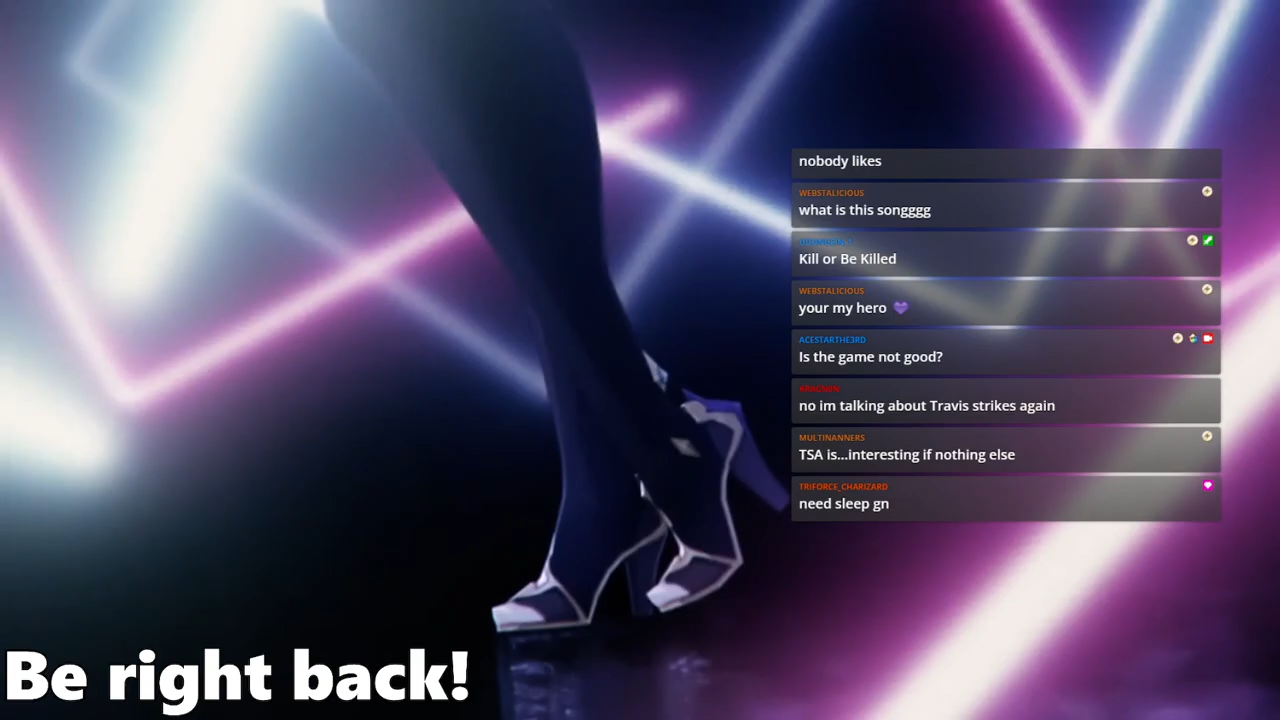 nobody likes
WEBSTALICIOUS
what is this songggg
Kill or Be Killed
WEBSTALICIOUS
your my hero
ACESTARTHE3RD
Is the game not good?
no im talking about Travis strikes again
MULTINANNERS
TSA is...interesting if nothing else
TRIFORCE_CHARIZARD
need sleep gn
Be right back!